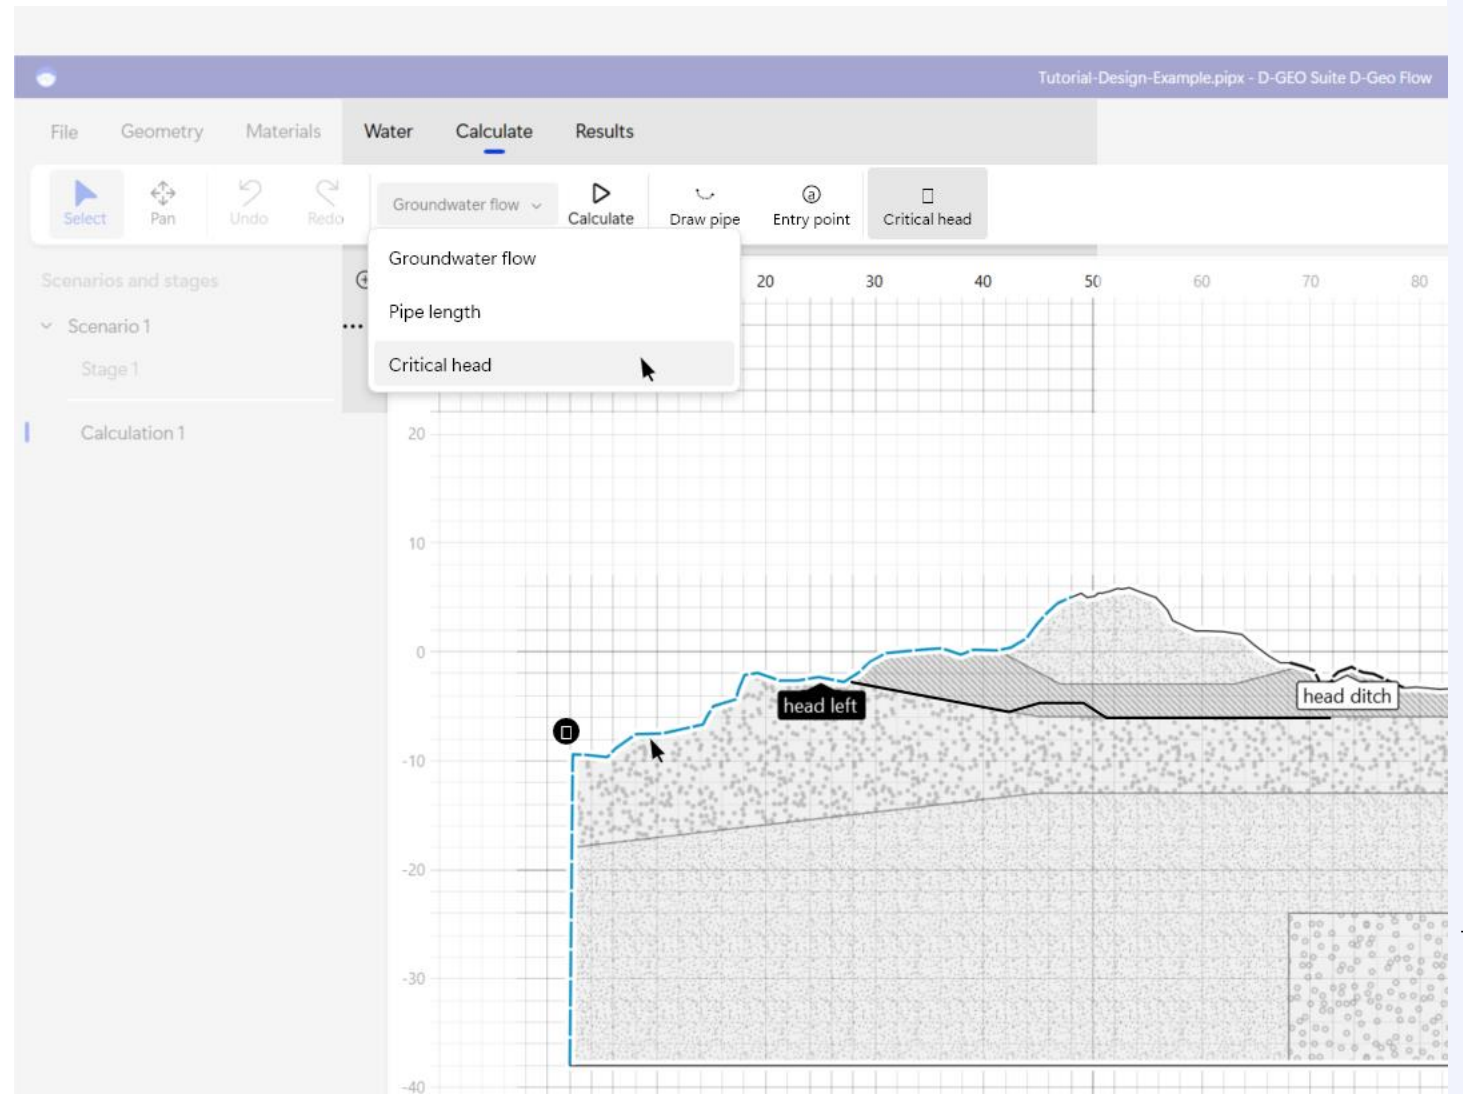 Tutorial-Design-Example.pipx - D-GEO Suite D-Geo Flow
File Geometry Materials Water Calculate Results
Select Pan Undo Redo Groundwater flow Calculate Draw pipe Entry point Critical head
Scenarios and stages
Groundwater flow
Scenario 1
Pipe length
Stage 1
Critical head
Calculation 1
20 30 40 50 60 70 80
20
10
0
head left
head ditch
-10
-20
-30
-40